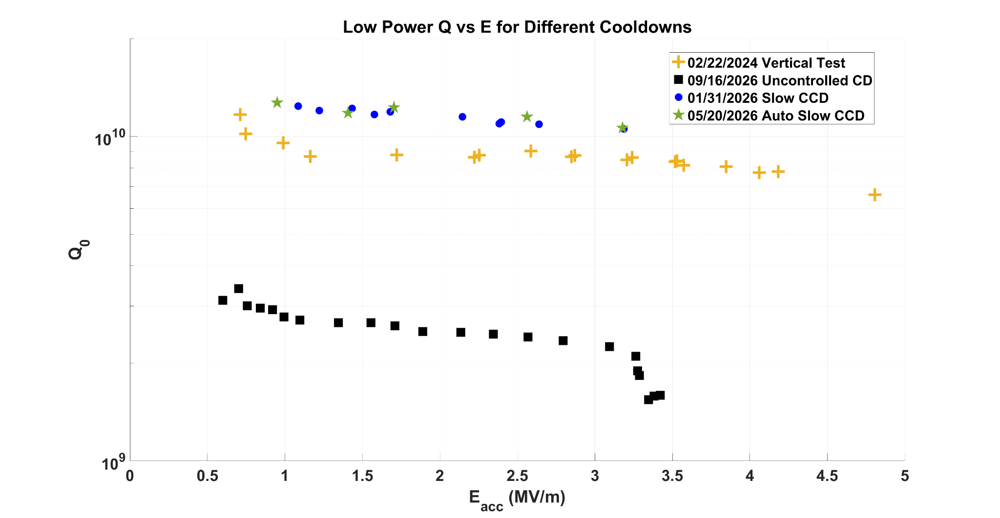 Low Power Q vs E for Different Cooldowns
02/22/2024 Vertical Test
09/16/2026 Uncontrolled CD
01/31/2026 Slow CCD
05/20/2026 Auto Slow CCD
10^10
Q_0
10^9
0 0.5 1 1.5 2 2.5 3 3.5 4 4.5 5
E_acc (MV/m)